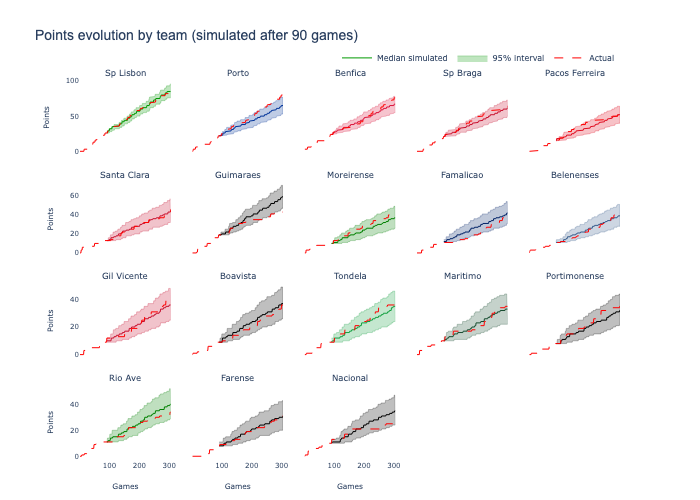 Points evolution by team (simulated after 90 games)
Median simulated 95% interval Actual
Sp Lisbon Porto Benfica Sp Braga Pacos Ferreira
100
50
0
Points
Santa Clara Guimaraes Moreirense Famalicao Belenenses
60
40
20
0
Points
Gil Vicente Boavista Tondela Maritimo Portimonense
40
20
0
Points
Rio Ave Farense Nacional
40
20
0
Points
100 200 300 100 200 300 100 200 300
Games Games Games